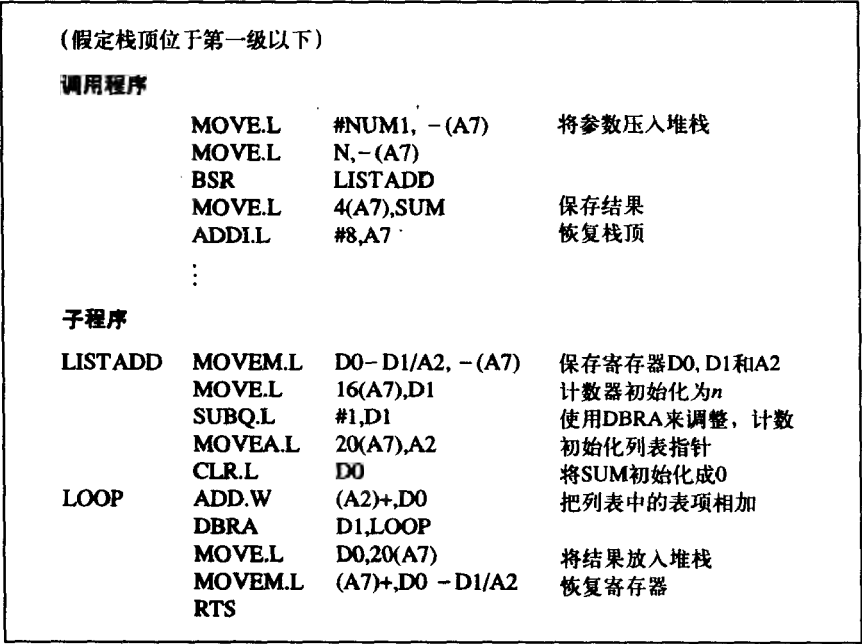 (假定栈顶位于第一级以下)
调用程序
MOVE.L #NUM1, -(A7) 将参数压入堆栈
MOVE.L N,-(A7)
BSR LISTADD
MOVE.L 4(A7),SUM 保存结果
ADDI.L #8,A7 恢复栈顶
⋮
子程序
LISTADD MOVEM.L D0-D1/A2, -(A7) 保存寄存器D0, D1和A2
MOVE.L 16(A7),D1 计数器初始化为n
SUBQ.L #1,D1 使用DBRA来调整，计数
MOVEA.L 20(A7),A2 初始化列表指针
CLR.L D0 将SUM初始化成0
LOOP ADD.W (A2)+,D0 把列表中的表项相加
DBRA D1,LOOP
MOVE.L D0,20(A7) 将结果放入堆栈
MOVEM.L (A7)+,D0 -D1/A2 恢复寄存器
RTS